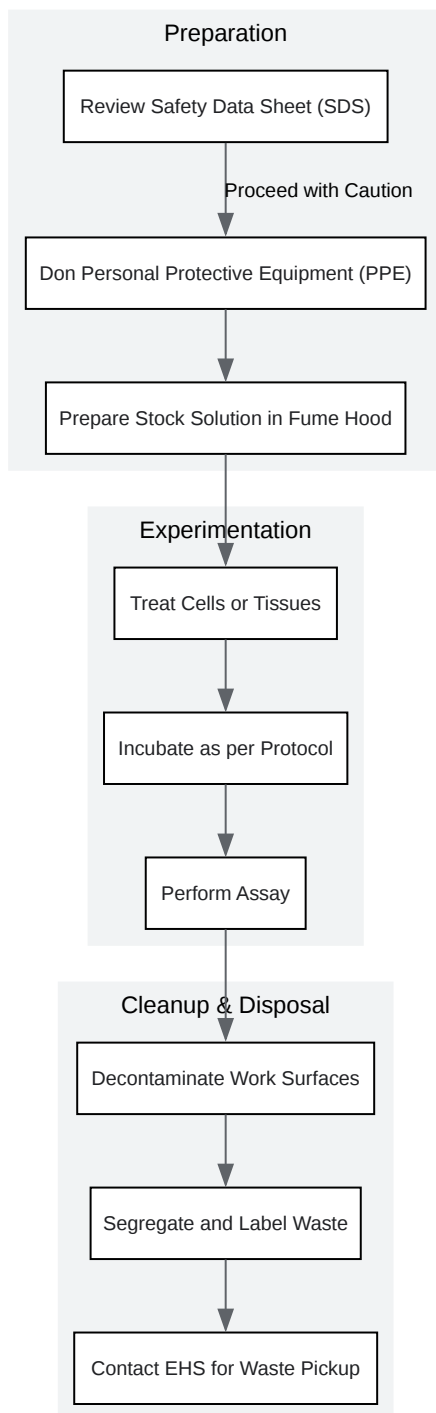 Preparation
Review Safety Data Sheet (SDS)
Proceed with Caution
Don Personal Protective Equipment (PPE)
Prepare Stock Solution in Fume Hood
Experimentation
Treat Cells or Tissues
Incubate as per Protocol
Perform Assay
Cleanup & Disposal
Decontaminate Work Surfaces
Segregate and Label Waste
Contact EHS for Waste Pickup